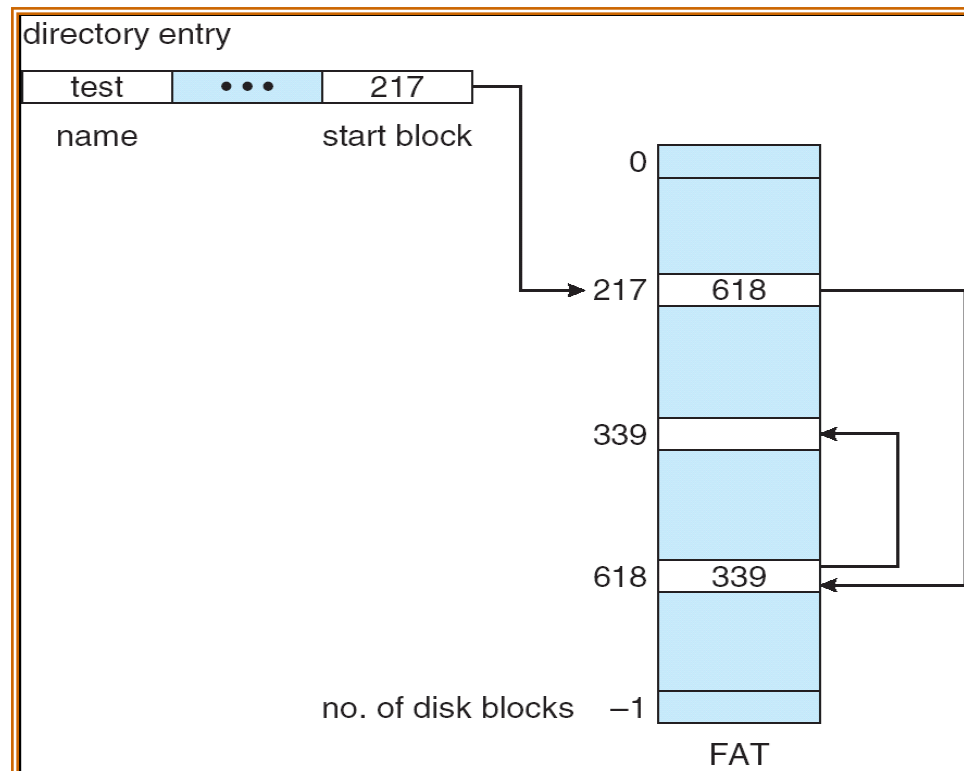 directory entry
test ••• 217
name start block
0
217 618
339
618 339
no. of disk blocks –1
FAT